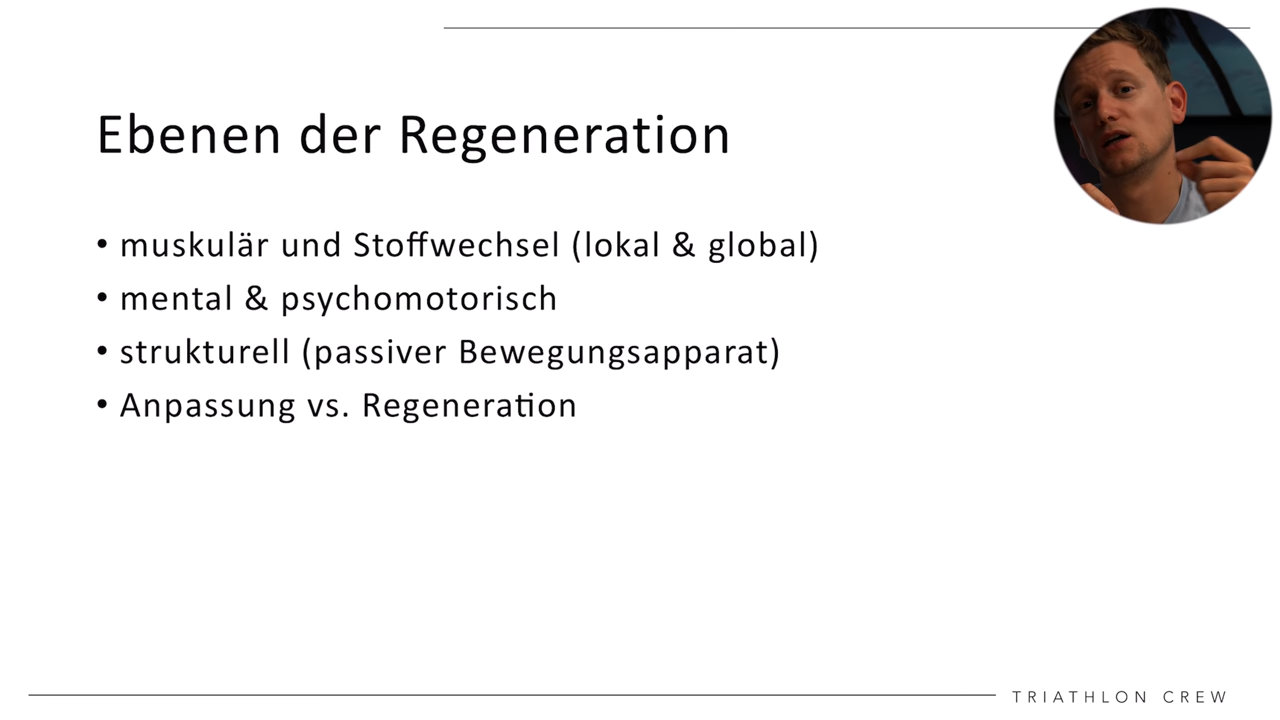 Ebenen der Regeneration
• muskulär und Stoffwechsel (lokal & global)
• mental & psychomotorisch
• strukturell (passiver Bewegungsapparat)
• Anpassung vs. Regeneration
TRIATHLON CREW